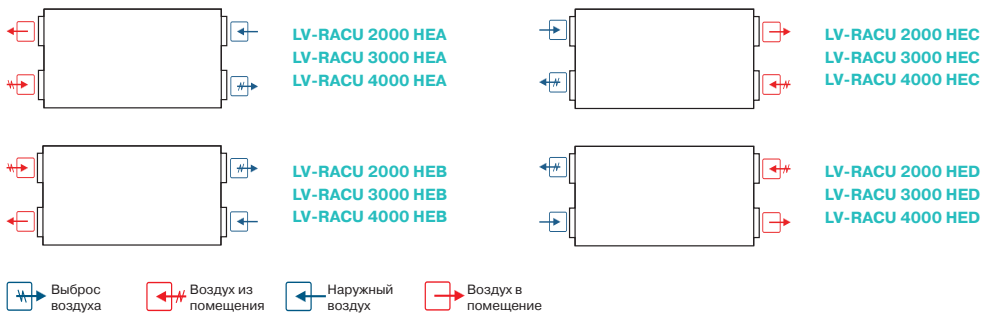 LV-RACU 2000 HEA
LV-RACU 3000 HEA
LV-RACU 4000 HEA
LV-RACU 2000 HEC
LV-RACU 3000 HEC
LV-RACU 4000 HEC
LV-RACU 2000 HEB
LV-RACU 3000 HEB
LV-RACU 4000 HEB
LV-RACU 2000 HED
LV-RACU 3000 HED
LV-RACU 4000 HED
Выброс
воздуха
Воздух из
помещения
Наружный
воздух
Воздух в
помещение